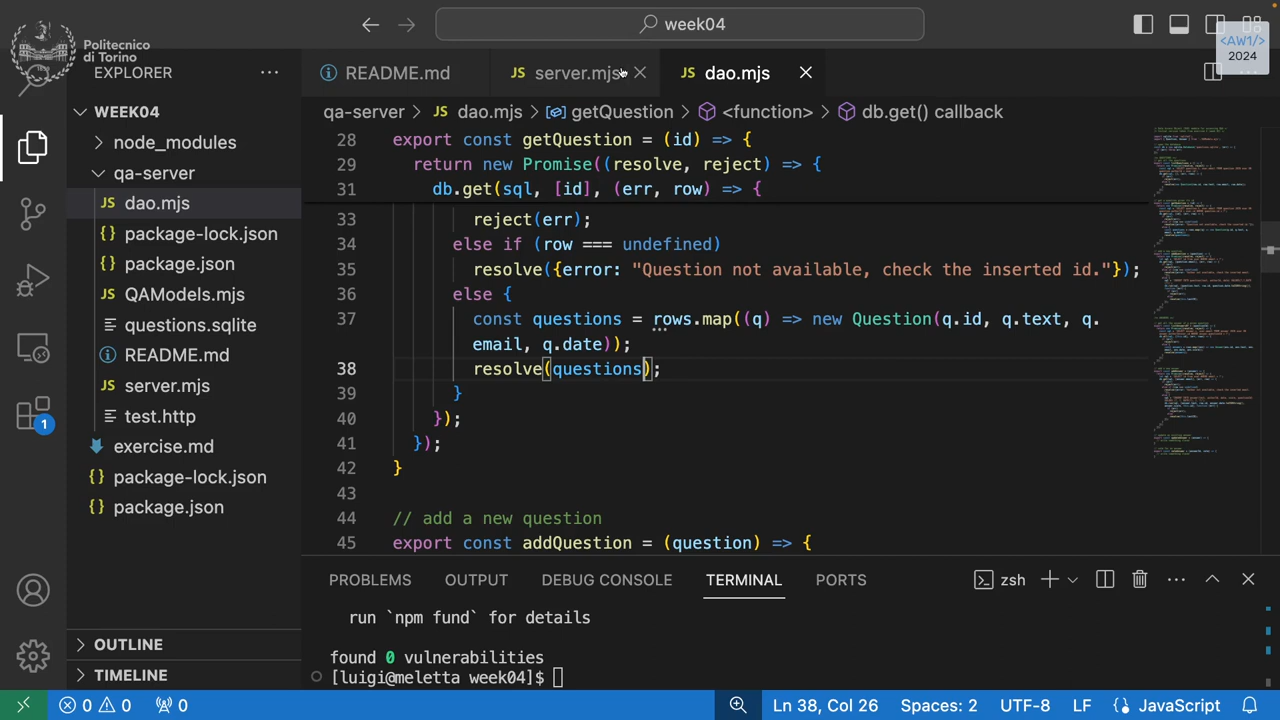 week04
Politecnico
di Torino
<AW1/>
2024
EXPLORER
README.md
server.mjs
dao.mjs
WEEK04
node_modules
qa-server
dao.mjs
package-lock.json
package.json
QAModels.mjs
questions.sqlite
README.md
server.mjs
test.http
exercise.md
package-lock.json
package.json
OUTLINE
TIMELINE
1
qa-server > JS dao.mjs > getQuestion > <function> > db.get() callback
28 export const getQuestion = (id) => {
29 return new Promise((resolve, reject) => {
31 db.get(sql, [id], (err, row) => {
33 reject(err);
34 else if (row === undefined)
35 resolve({error: "Question not available, check the inserted id."});
36 else {
37 const questions = rows.map((q) => new Question(q.id, q.text, q.
email, q.date));
38 resolve(questions);
39 }
40 });
41 });
42 }
43
44 // add a new question
45 export const addQuestion = (question) => {
PROBLEMS OUTPUT DEBUG CONSOLE TERMINAL PORTS zsh
run `npm fund` for details
found 0 vulnerabilities
[luigi@meletta week04]$
0 0 0 Ln 38, Col 26 Spaces: 2 UTF-8 LF {} JavaScript